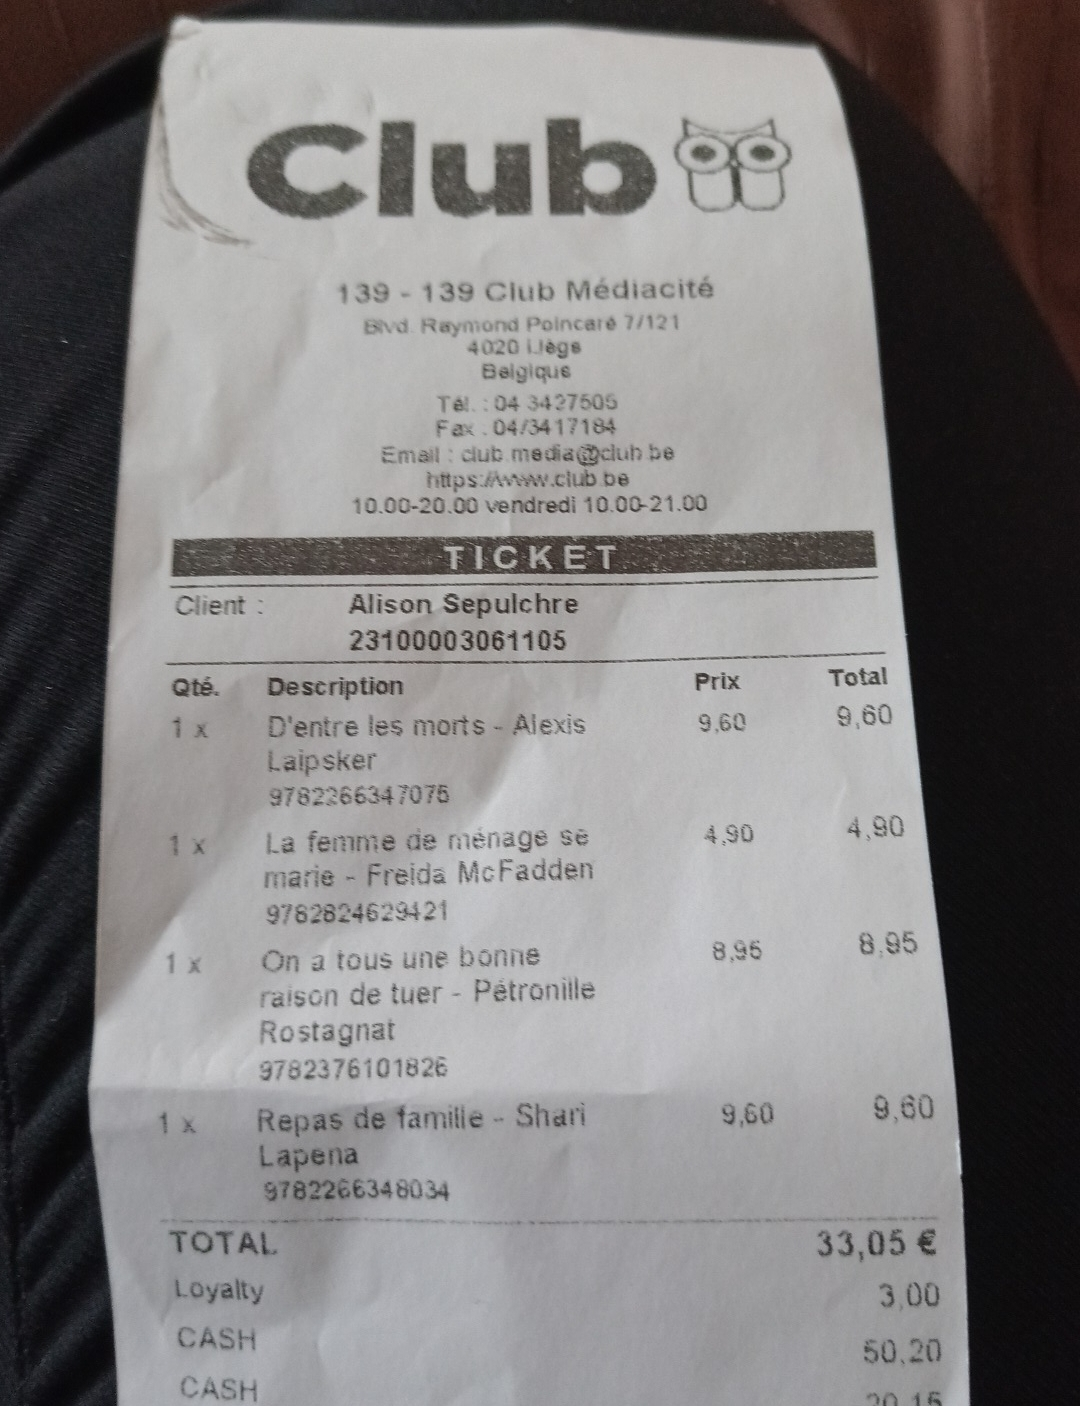 Club
139 - 139 Club Médiacité
Blvd. Raymond Poincaré 7/121
4020 Liège
Belgique
Tél. : 04 3427505
Fax . 04/3417184
Email : club.media@club.be
https://www.club.be
10.00-20.00 vendredi 10.00-21.00
TICKET
Client : Alison Sepulchre
23100003061105
Qté. Description Prix Total
1 x D'entre les morts - Alexis 9,60 9,60
Laipsker
9782266347075
1 x La femme de ménage se 4,90 4,90
marie - Freida McFadden
9782824629421
1 x On a tous une bonne 8,95 8,95
raison de tuer - Pétronille
Rostagnat
9782376101826
1 x Repas de famille - Shari 9,60 9,60
Lapena
9782266348034
TOTAL 33,05 €
Loyalty 3,00
CASH 50,20
CASH